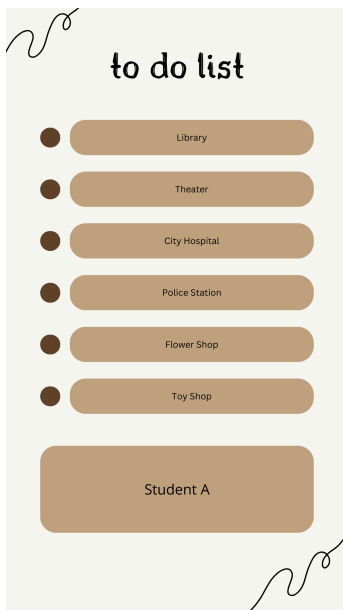 to do list
Library
Theater
City Hospital
Police Station
Flower Shop
Toy Shop
Student A